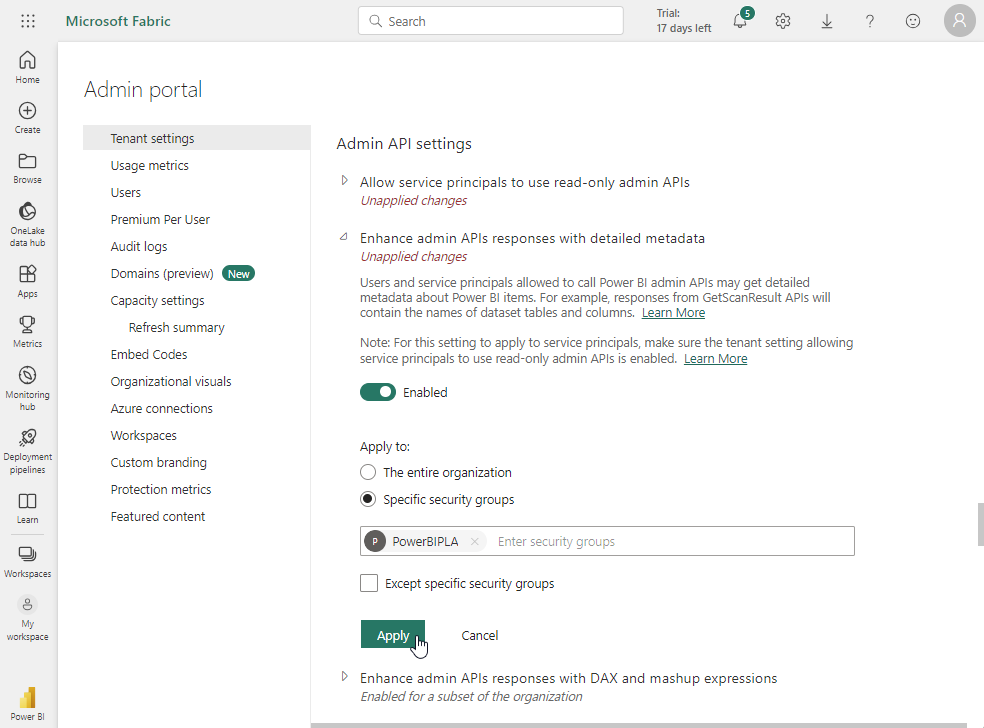 Microsoft Fabric
Search
Trial:
17 days left
5
Home
Create
Browse
OneLake
data hub
Apps
Metrics
Monitoring
hub
Deployment
pipelines
Learn
Workspaces
My
workspace
Power BI
Admin portal
Tenant settings
Usage metrics
Users
Premium Per User
Audit logs
Domains (preview) New
Capacity settings
Refresh summary
Embed Codes
Organizational visuals
Azure connections
Workspaces
Custom branding
Protection metrics
Featured content
Admin API settings
Allow service principals to use read-only admin APIs
Unapplied changes
Enhance admin APIs responses with detailed metadata
Unapplied changes
Users and service principals allowed to call Power BI admin APIs may get detailed
metadata about Power BI items. For example, responses from GetScanResult APIs will
contain the names of dataset tables and columns. Learn More
Note: For this setting to apply to service principals, make sure the tenant setting allowing
service principals to use read-only admin APIs is enabled. Learn More
Enabled
Apply to:
The entire organization
Specific security groups
P PowerBIPLA Enter security groups
Except specific security groups
Apply Cancel
Enhance admin APIs responses with DAX and mashup expressions
Enabled for a subset of the organization